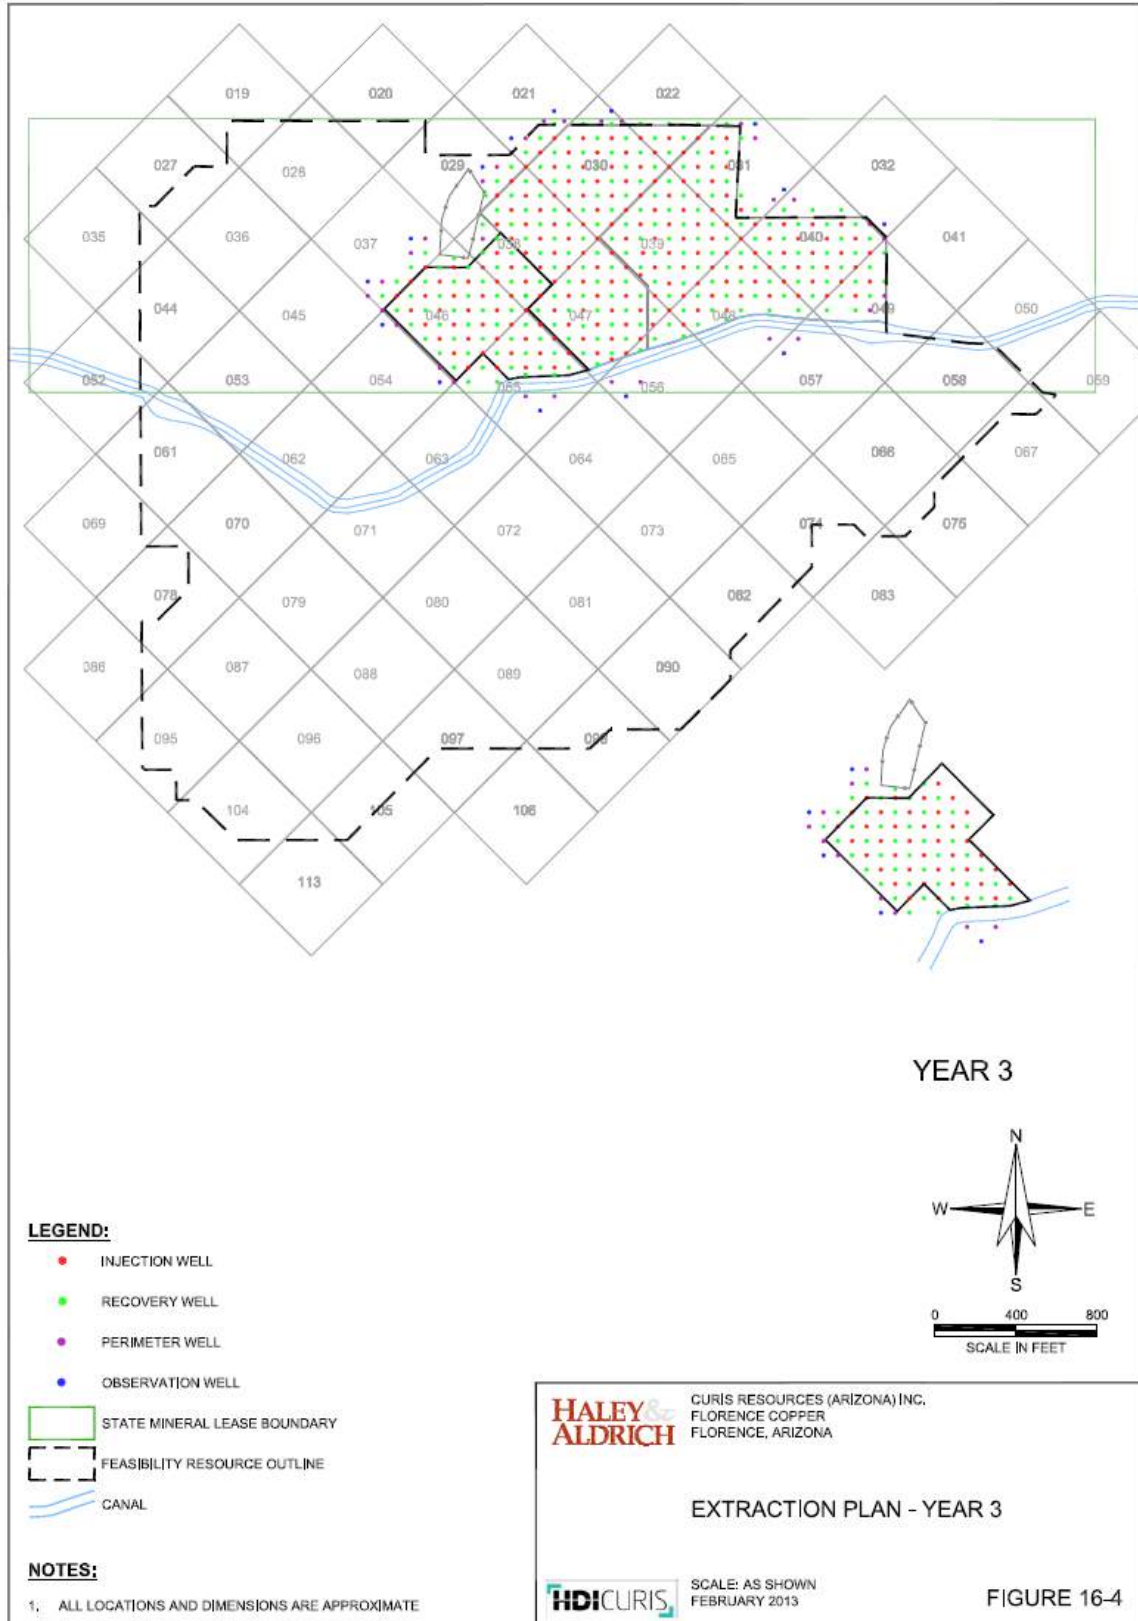 019
020
021
022
027
028
029
030
031
032
035
036
037
038
039
040
041
044
045
046
047
048
049
050
052
053
054
055
056
057
058
059
061
062
063
064
065
066
067
069
070
071
072
073
074
075
078
079
080
081
082
083
086
087
088
089
090
095
096
097
098
104
105
106
113
YEAR 3
N
W E
S
0 400 800
SCALE IN FEET
LEGEND:
INJECTION WELL
RECOVERY WELL
PERIMETER WELL
OBSERVATION WELL
STATE MINERAL LEASE BOUNDARY
FEASIBILITY RESOURCE OUTLINE
CANAL
NOTES:
1. ALL LOCATIONS AND DIMENSIONS ARE APPROXIMATE
HALEY &
ALDRICH
CURIS RESOURCES (ARIZONA) INC.
FLORENCE COPPER
FLORENCE, ARIZONA
EXTRACTION PLAN - YEAR 3
HDICURIS
SCALE: AS SHOWN
FEBRUARY 2013
FIGURE 16-4